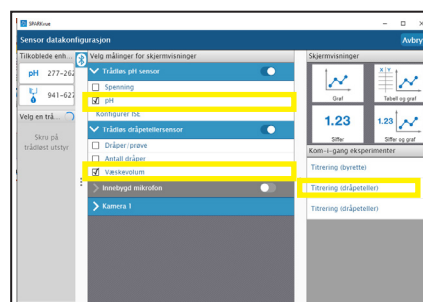 SPARKvue
Sensor datakonfigurasjon
Avbry
Tilkoblede enh...
pH 277-262
941-627
Velg en trå...
Skru på
trådløst utstyr
Velg målinger for skjermvisninger
Trådløs pH sensor
Spenning
pH
Konfigurer ISE
Trådløs dråpetellersensor
Dråper/prøve
Antall dråper
Væskevolum
Innebygd mikrofon
Kamera 1
Skjermvisninger
Graf
X Y
Tabell og graf
1.23
Siffer
1.23
Siffer og graf
Kom-i-gang eksperimenter
Titrering (byrette)
Titrering (dråpeteller)
Titrering (dråpeteller)